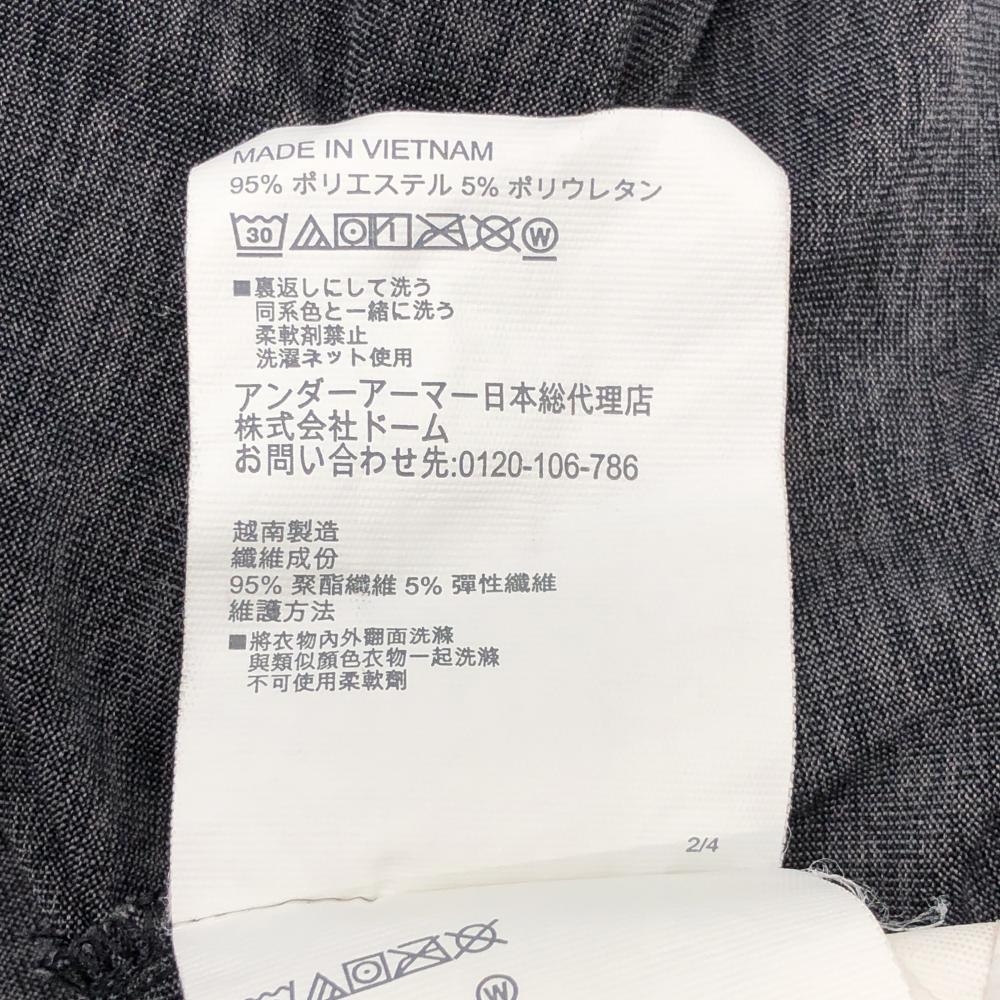 MADE IN VIETNAM
95% ポリエステル 5% ポリウレタン
30 W
■裏返しにして洗う
同系色と一緒に洗う
柔軟剤禁止
洗濯ネット使用
アンダーアーマー日本総代理店
株式会社ドーム
お問い合わせ先:0120-106-786
越南製造
纖維成份
95% 聚酯纖維 5% 彈性纖維
維護方法
■將衣物內外翻面洗滌
與類似顏色衣物一起洗滌
不可使用柔軟劑
2/4
W